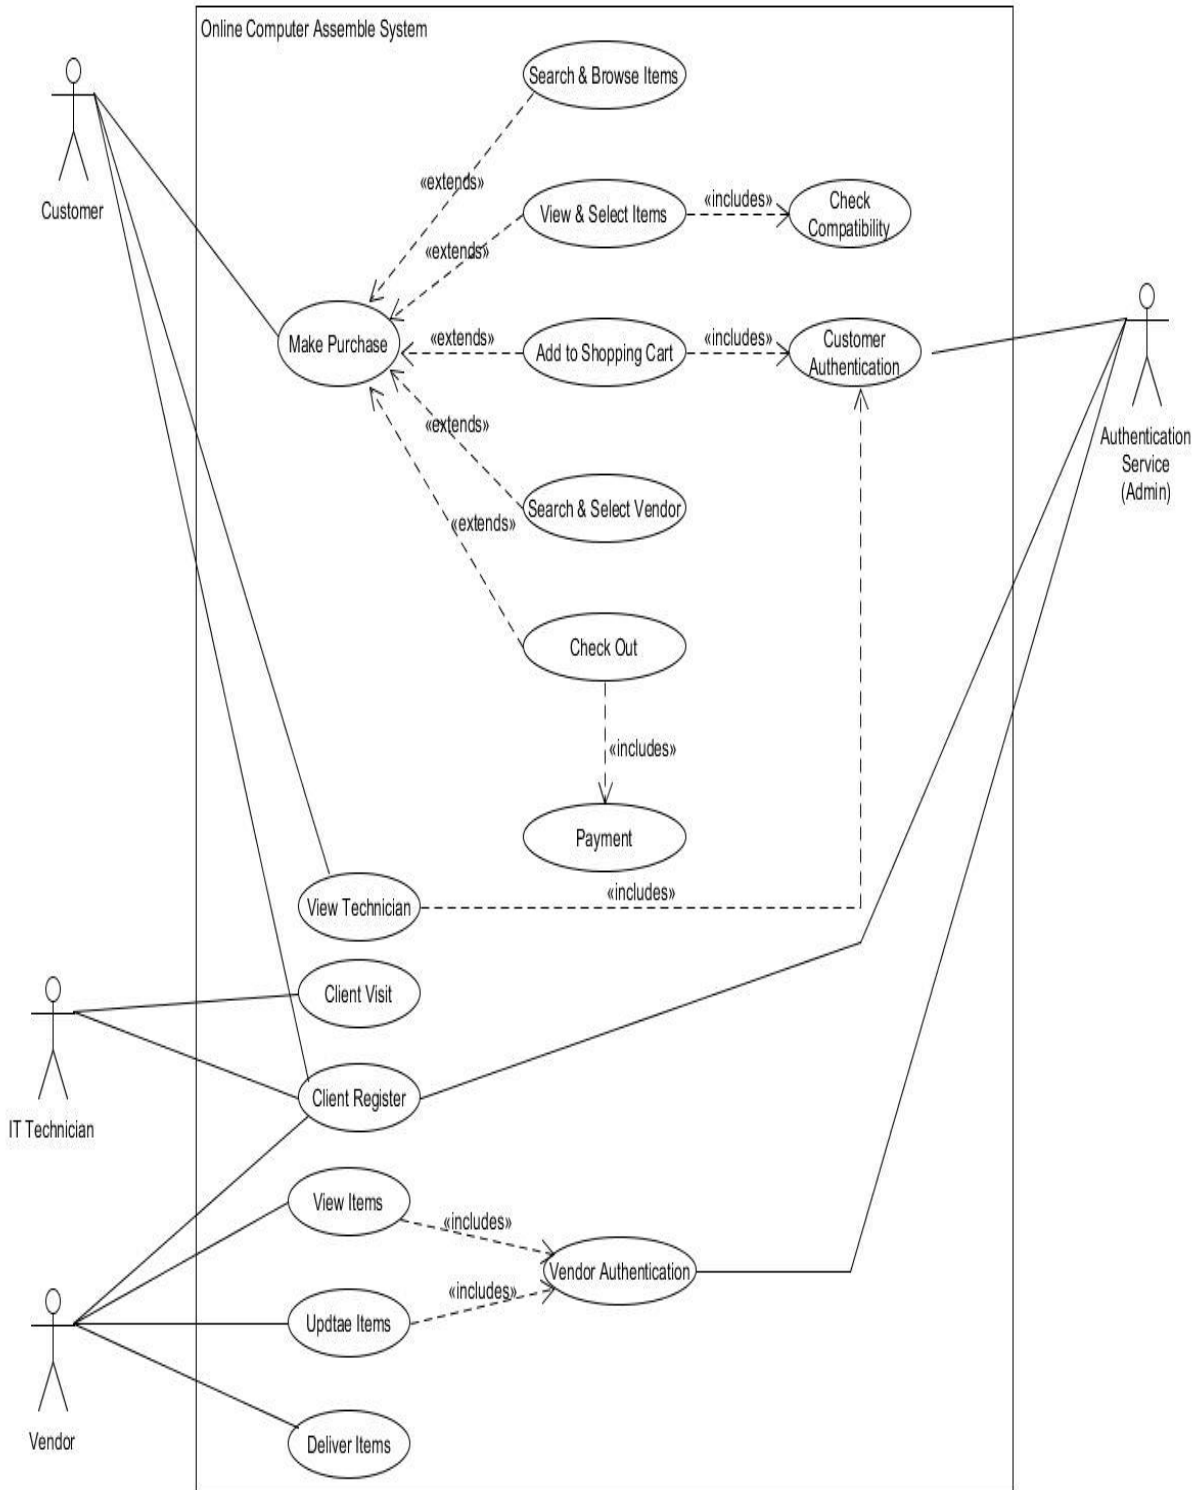 Online Computer Assemble System
Search & Browse Items
Customer
«extends»
View & Select Items
«includes»
Check
Compatibility
«extends»
Make Purchase
«extends»
Add to Shopping Cart
«includes»
Customer
Authentication
Authentication
Service
(Admin)
«extends»
Search & Select Vendor
«extends»
Check Out
«includes»
Payment
View Technician
«includes»
Client Visit
IT Technician
Client Register
View Items
«includes»
Vendor Authentication
«includes»
Updtae Items
Vendor
Deliver Items